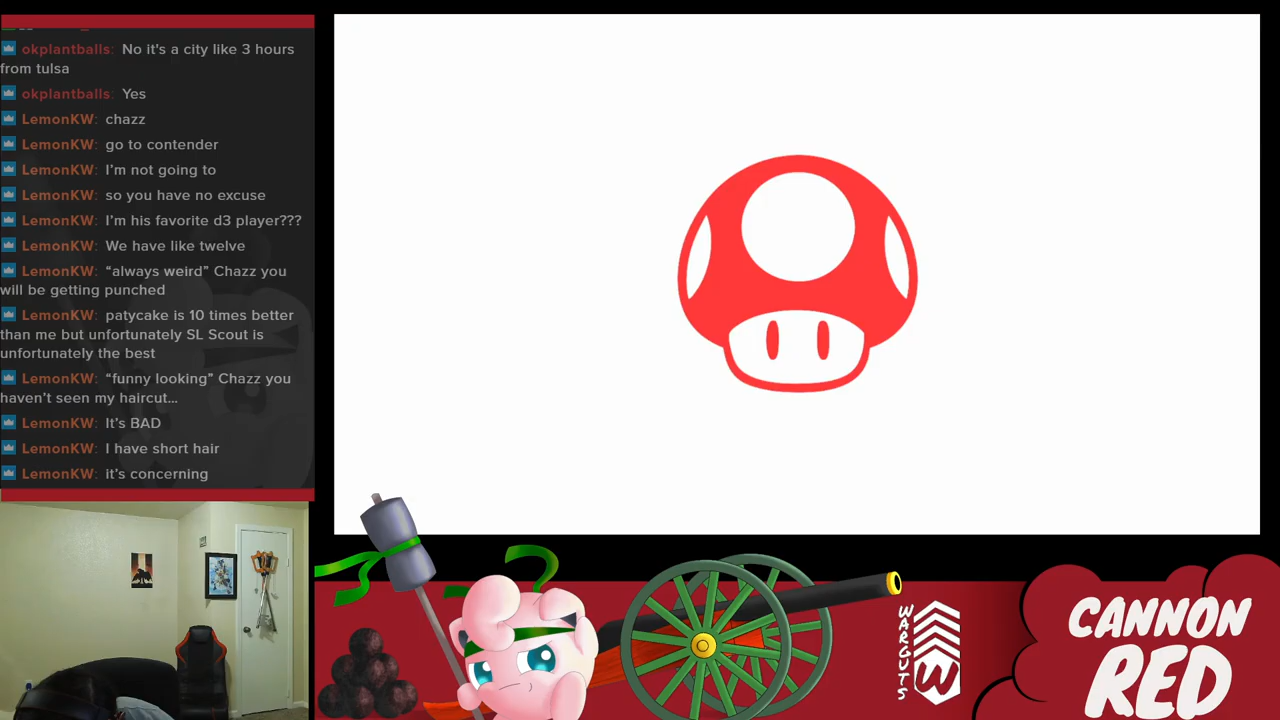 okplantballs: No it's a city like 3 hours
from tulsa
okplantballs: Yes
LemonKW: chazz
LemonKW: go to contender
LemonKW: I'm not going to
LemonKW: so you have no excuse
LemonKW: I'm his favorite d3 player???
LemonKW: We have like twelve
LemonKW: “always weird” Chazz you
will be getting punched
LemonKW: patycake is 10 times better
than me but unfortunately SL Scout is
unfortunately the best
LemonKW: “funny looking” Chazz you
haven't seen my haircut...
LemonKW: It's BAD
LemonKW: I have short hair
LemonKW: it's concerning
WARGUTS
W
CANNON
RED